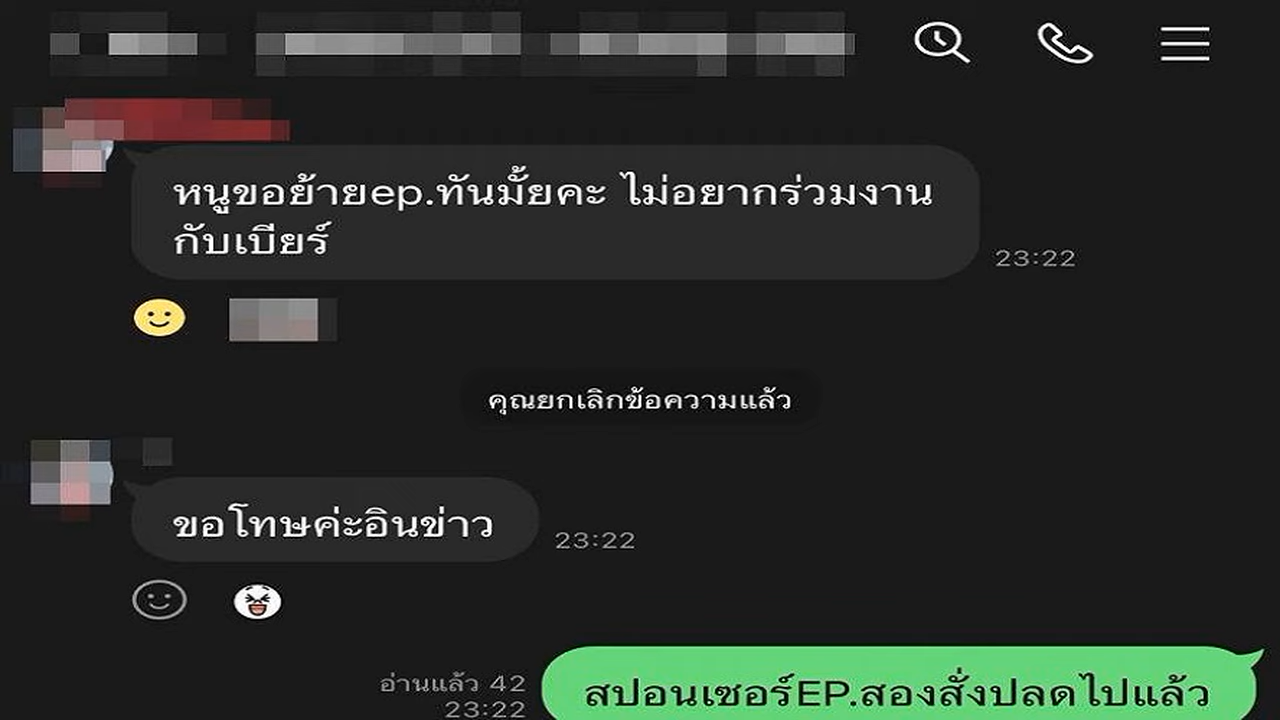 หนูขอย้ายep.ทันมั้ยคะ ไม่อยากร่วมงาน
กับเบียร์
23:22
คุณยกเลิกข้อความแล้ว
ขอโทษค่ะอินข่าว
23:22
อ่านแล้ว 42
23:22
สปอนเซอร์EP.สองสั่งปลดไปแล้ว